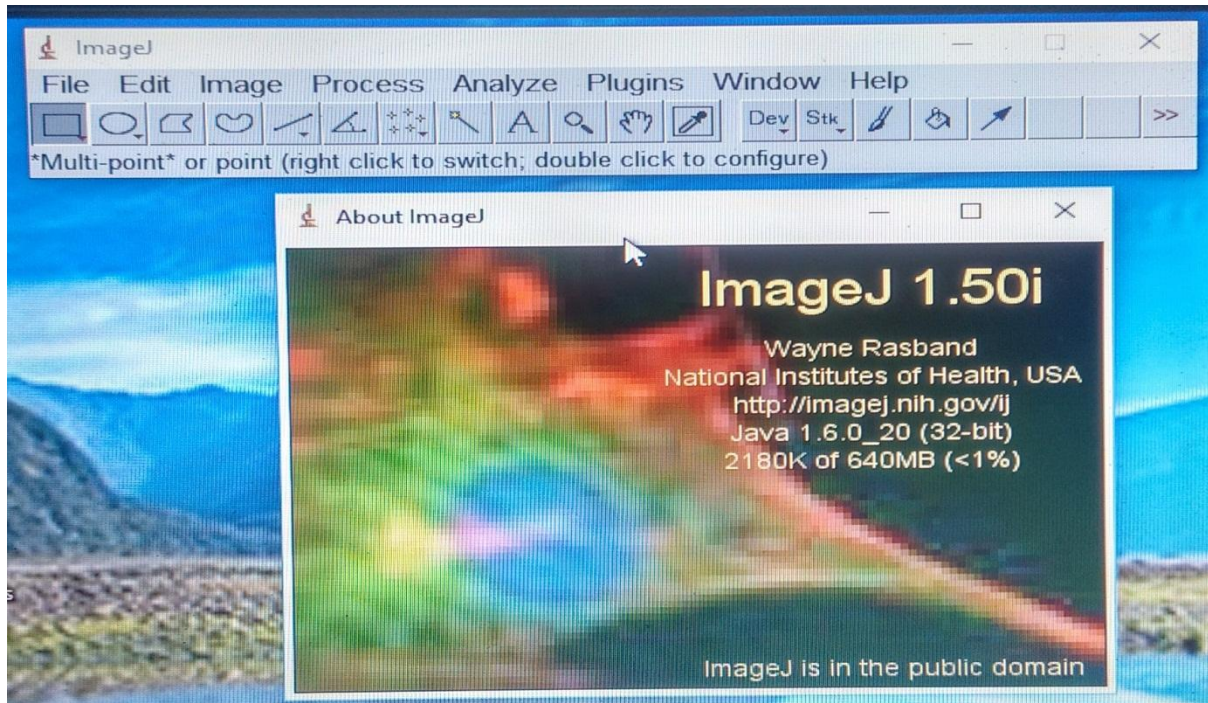 ImageJ
File Edit Image Process Analyze Plugins Window Help
A Dev Stk >>
*Multi-point* or point (right click to switch; double click to configure)
About ImageJ
ImageJ 1.50i
Wayne Rasband
National Institutes of Health, USA
http://imagej.nih.gov/ij
Java 1.6.0_20 (32-bit)
2180K of 640MB (<1%)
s
ImageJ is in the public domain